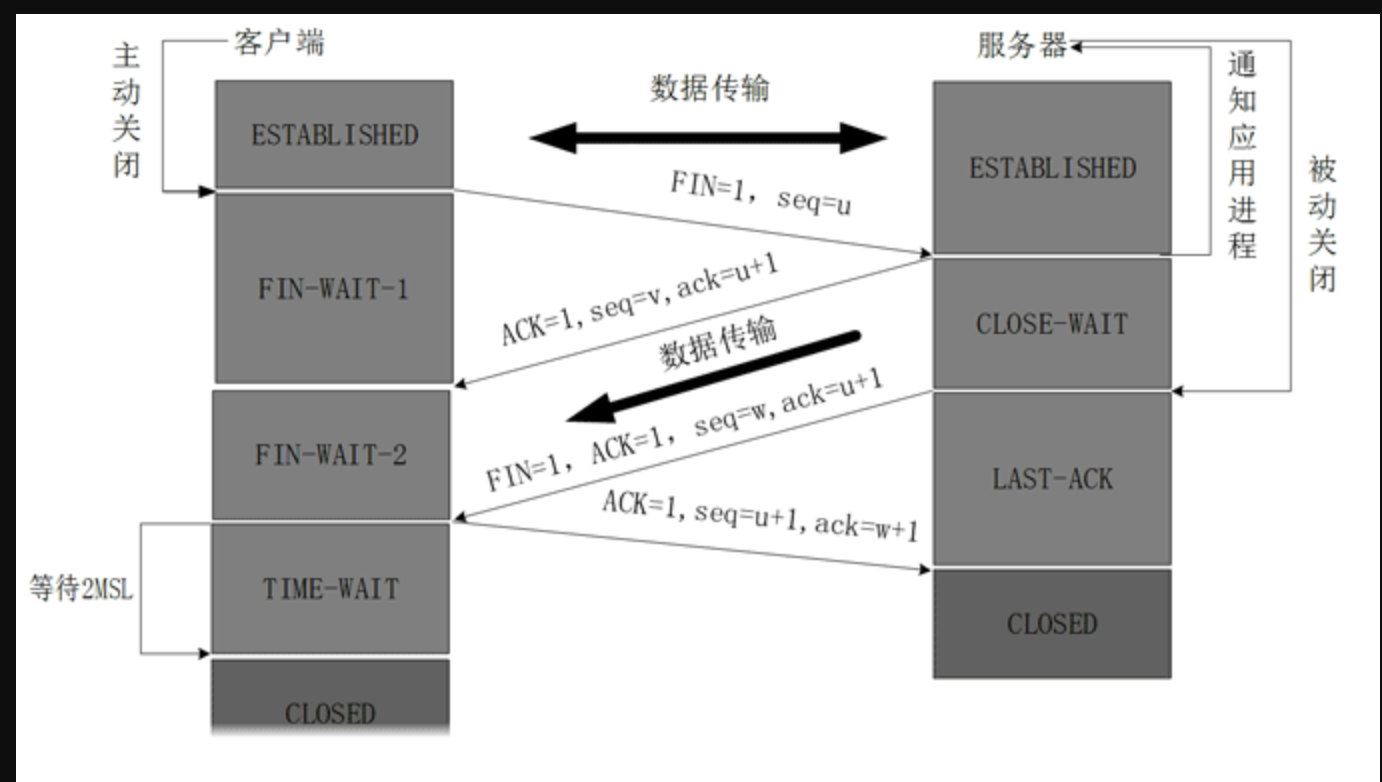 客户端
服务器
主动关闭
数据传输
通知应用进程
被动关闭
ESTABLISHED
ESTABLISHED
FIN=1, seq=u
FIN-WAIT-1
ACK=1,seq=v,ack=u+1
CLOSE-WAIT
数据传输
FIN-WAIT-2
FIN=1, ACK=1, seq=w,ack=u+1
LAST-ACK
ACK=1,seq=u+1,ack=w+1
等待2MSL
TIME-WAIT
CLOSED
CLOSED